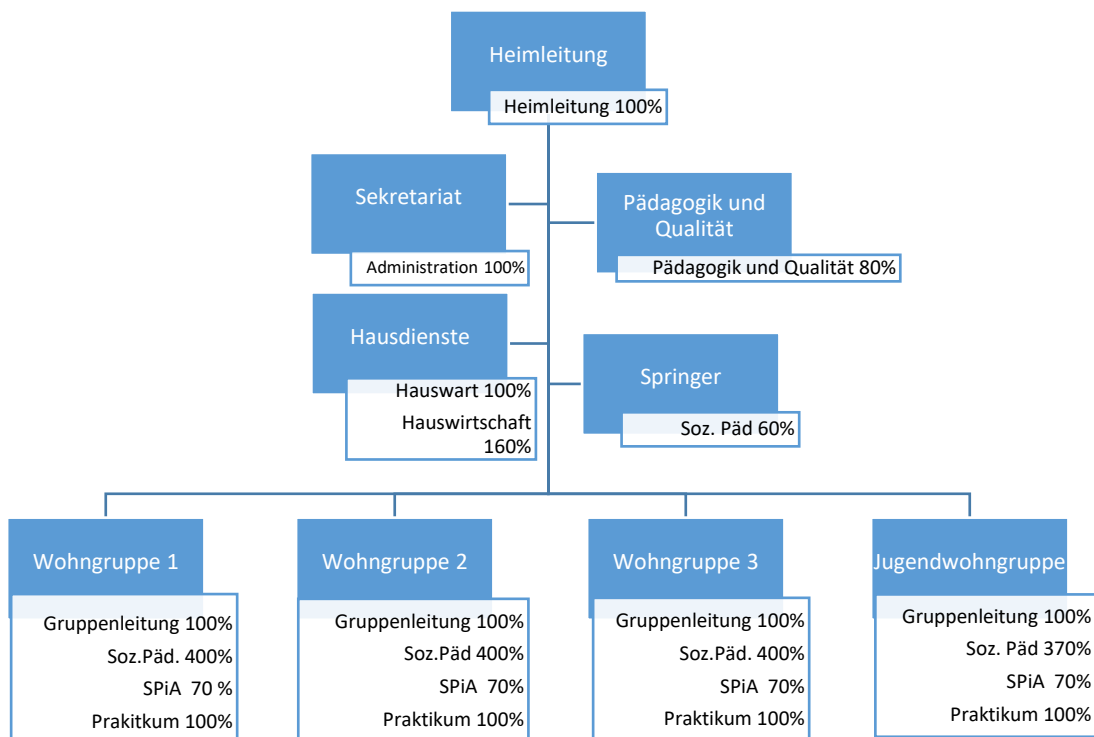 Heimleitung
Heimleitung 100%
Sekretariat
Administration 100%
Pädagogik und
Qualität
Pädagogik und Qualität 80%
Hausdienste
Hauswart 100%
Hauswirtschaft
160%
Springer
Soz. Päd 60%
Wohngruppe 1
Gruppenleitung 100%
Soz.Päd. 400%
SPiA 70 %
Prakitkum 100%
Wohngruppe 2
Gruppenleitung 100%
Soz.Päd 400%
SPiA 70%
Praktikum 100%
Wohngruppe 3
Gruppenleitung 100%
Soz.Päd. 400%
SPiA 70%
Praktikum 100%
Jugendwohngruppe
Gruppenleitung 100%
Soz. Päd 370%
SPiA 70%
Praktikum 100%